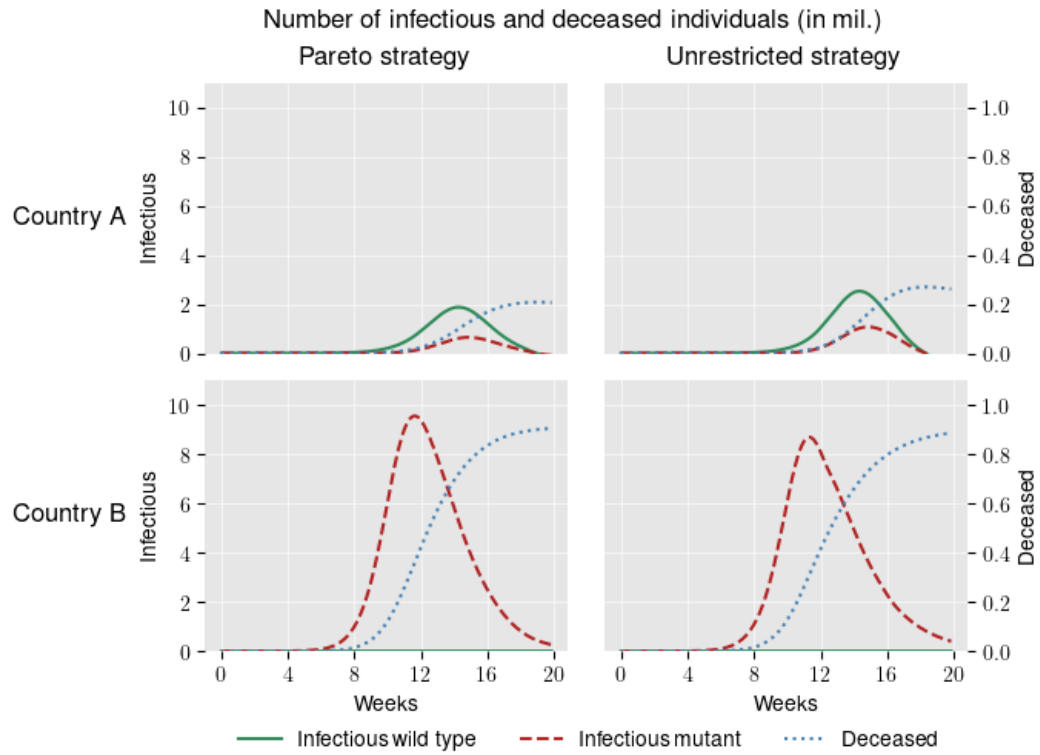 Number of infectious and deceased individuals (in mil.)
Pareto strategy
Unrestricted strategy
Country A
Infectious
10
8
6
4
2
0
1.0
0.8
0.6
0.4
0.2
0.0
Deceased
Country B
Infectious
10
8
6
4
2
0
1.0
0.8
0.6
0.4
0.2
0.0
Deceased
0 4 8 12 16 20
0 4 8 12 16 20
Weeks
Weeks
Infectious wild type
Infectious mutant
Deceased